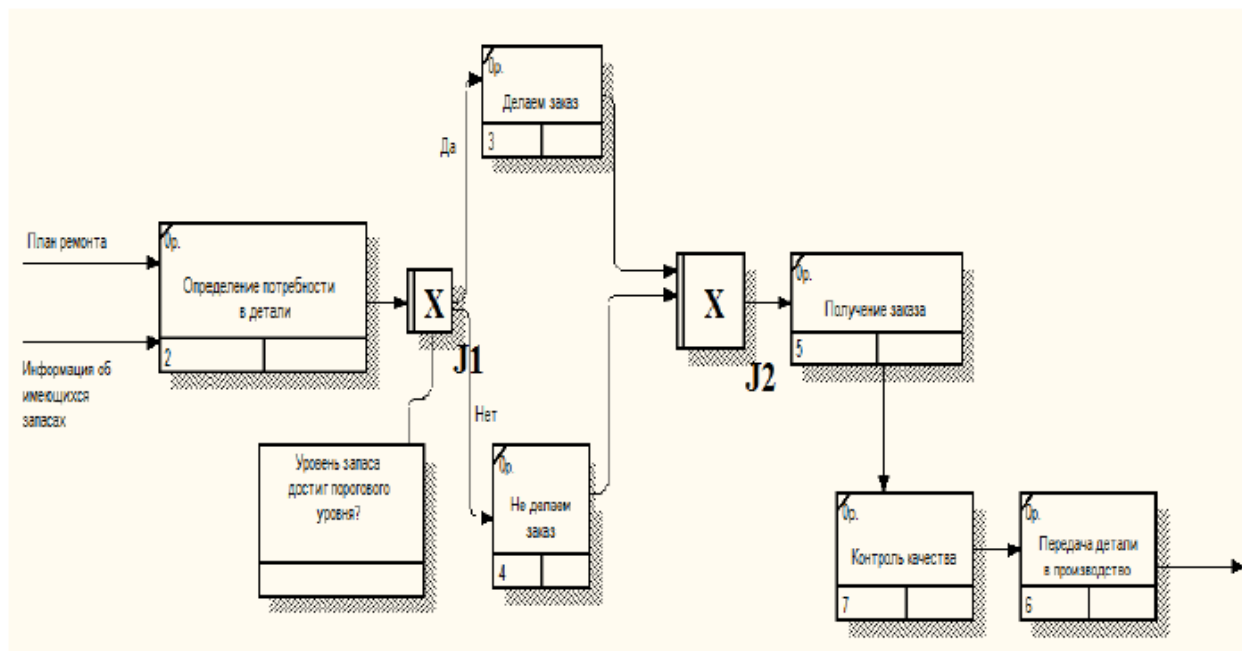 0р.
Делаем заказ
3
Да
План ремонта
0р.
Определение потребности
в детали
2
Информация об
имеющихся
запасах
X
J1
Нет
Уровень запаса
достиг порогового
уровня?
0р.
Не делаем
заказ
4
X
J2
0р.
Получение заказа
5
0р.
Контроль качества
7
0р.
Передача детали
в производство
6